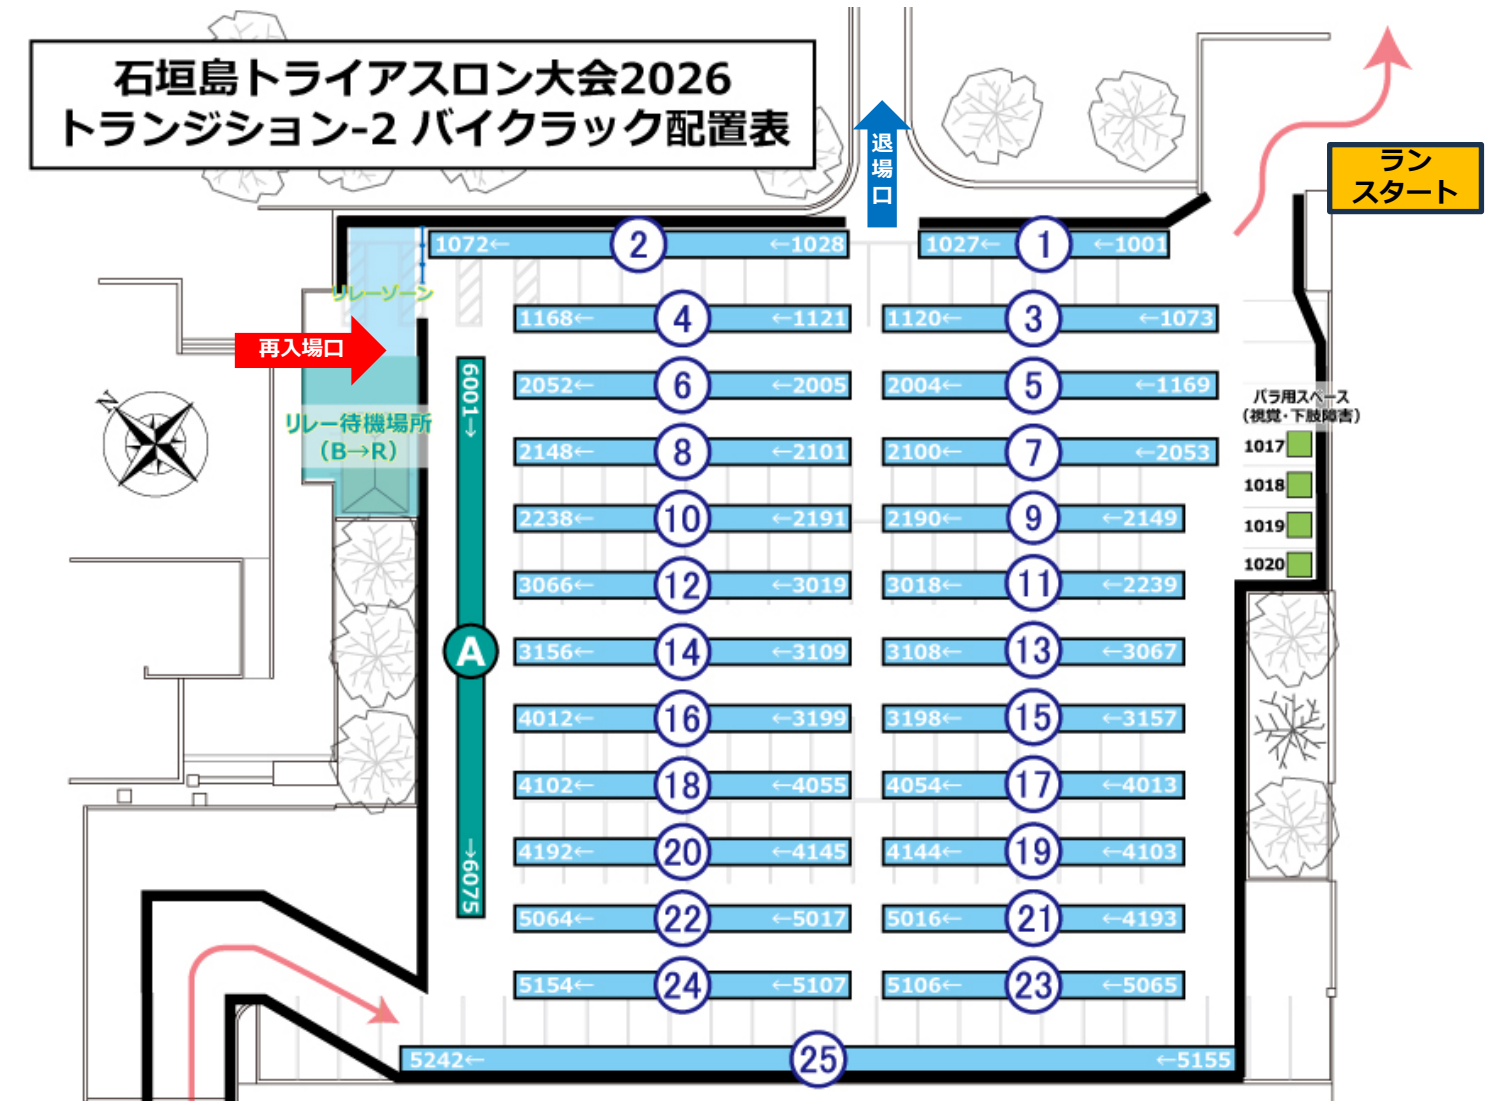 石垣島トライアスロン大会2026
トランジション-2 バイクラック配置表
退場口
ラン
スタート
1072← 2 ←1028
1027← 1 ←1001
リレーゾーン
1168← 4 ←1121
1120← 3 ←1073
再入場口
2052← 6 ←2005
2004← 5 ←1169
N
リレー待機場所
（B→R）
6001→
A
→6075
パラ用スペース
（視覚・下肢障害）
1017
1018
1019
1020
2148← 8 ←2101
2100← 7 ←2053
2238← 10 ←2191
2190← 9 ←2149
3066← 12 ←3019
3018← 11 ←2239
3156← 14 ←3109
3108← 13 ←3067
4012← 16 ←3199
3198← 15 ←3157
4102← 18 ←4055
4054← 17 ←4013
4192← 20 ←4145
4144← 19 ←4103
5064← 22 ←5017
5016← 21 ←4193
5154← 24 ←5107
5106← 23 ←5065
5242← 25 ←5155